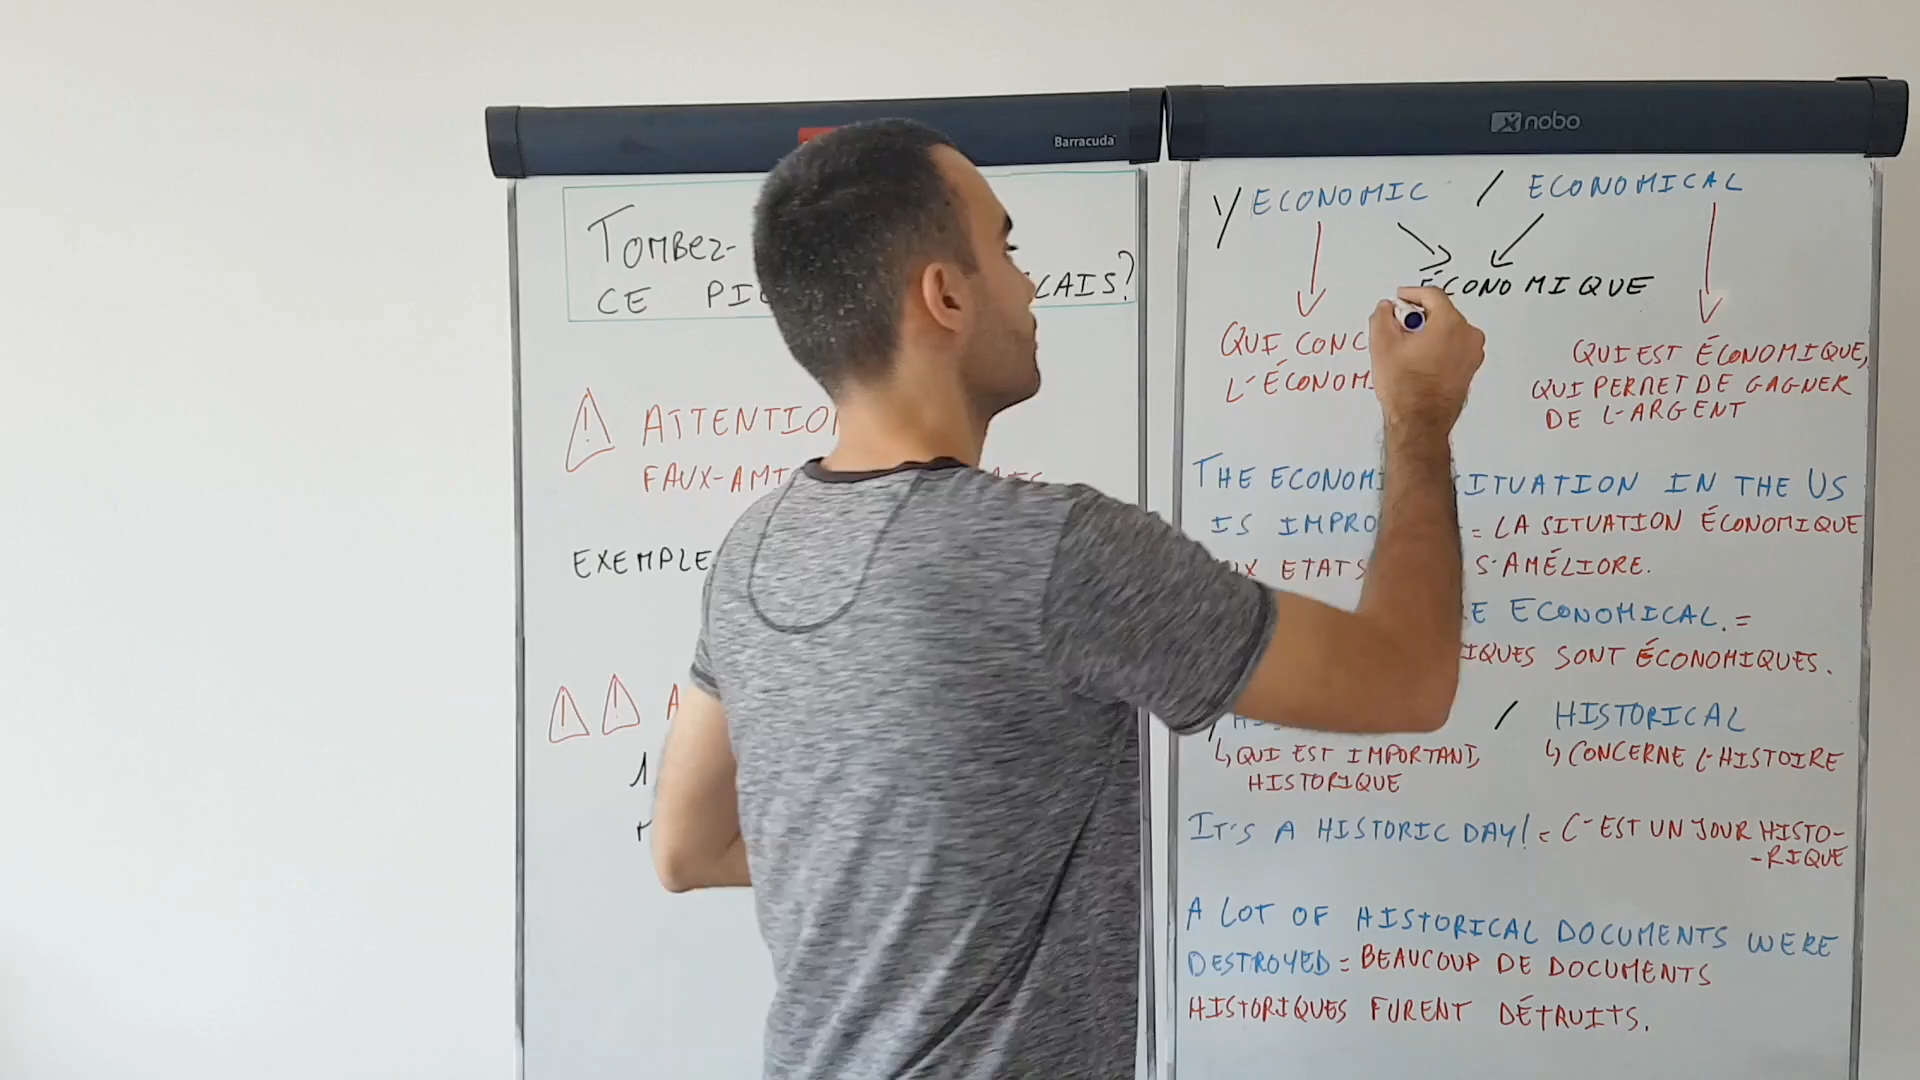 Barracuda
nobo
TOMBEZ-
CE CAIS?
ATTENTION
FAUX-AMI
EXEMPLE
1
Y ECONOMIC / ECONOMICAL
ÉCONOMIQUE
QUI CONC
L'ÉCONOM
QUI EST ÉCONOMIQUE,
QUI PERMET DE GAGNER
DE L'ARGENT
THE ECONOMI SITUATION IN THE US
IS IMPRO = LA SITUATION ÉCONOMIQUE
UX ETATS S'AMÉLIORE.
E ECONOMICAL. =
IQUES SONT ÉCONOMIQUES.
/ HISTORICAL
↳ QUI EST IMPORTANT,
HISTORIQUE
↳ CONCERNE L'HISTOIRE
IT'S A HISTORIC DAY! = C'EST UN JOUR HISTO-
-RIQUE
A LOT OF HISTORICAL DOCUMENTS WERE
DESTROYED = BEAUCOUP DE DOCUMENTS
HISTORIQUES FURENT DÉTRUITS.